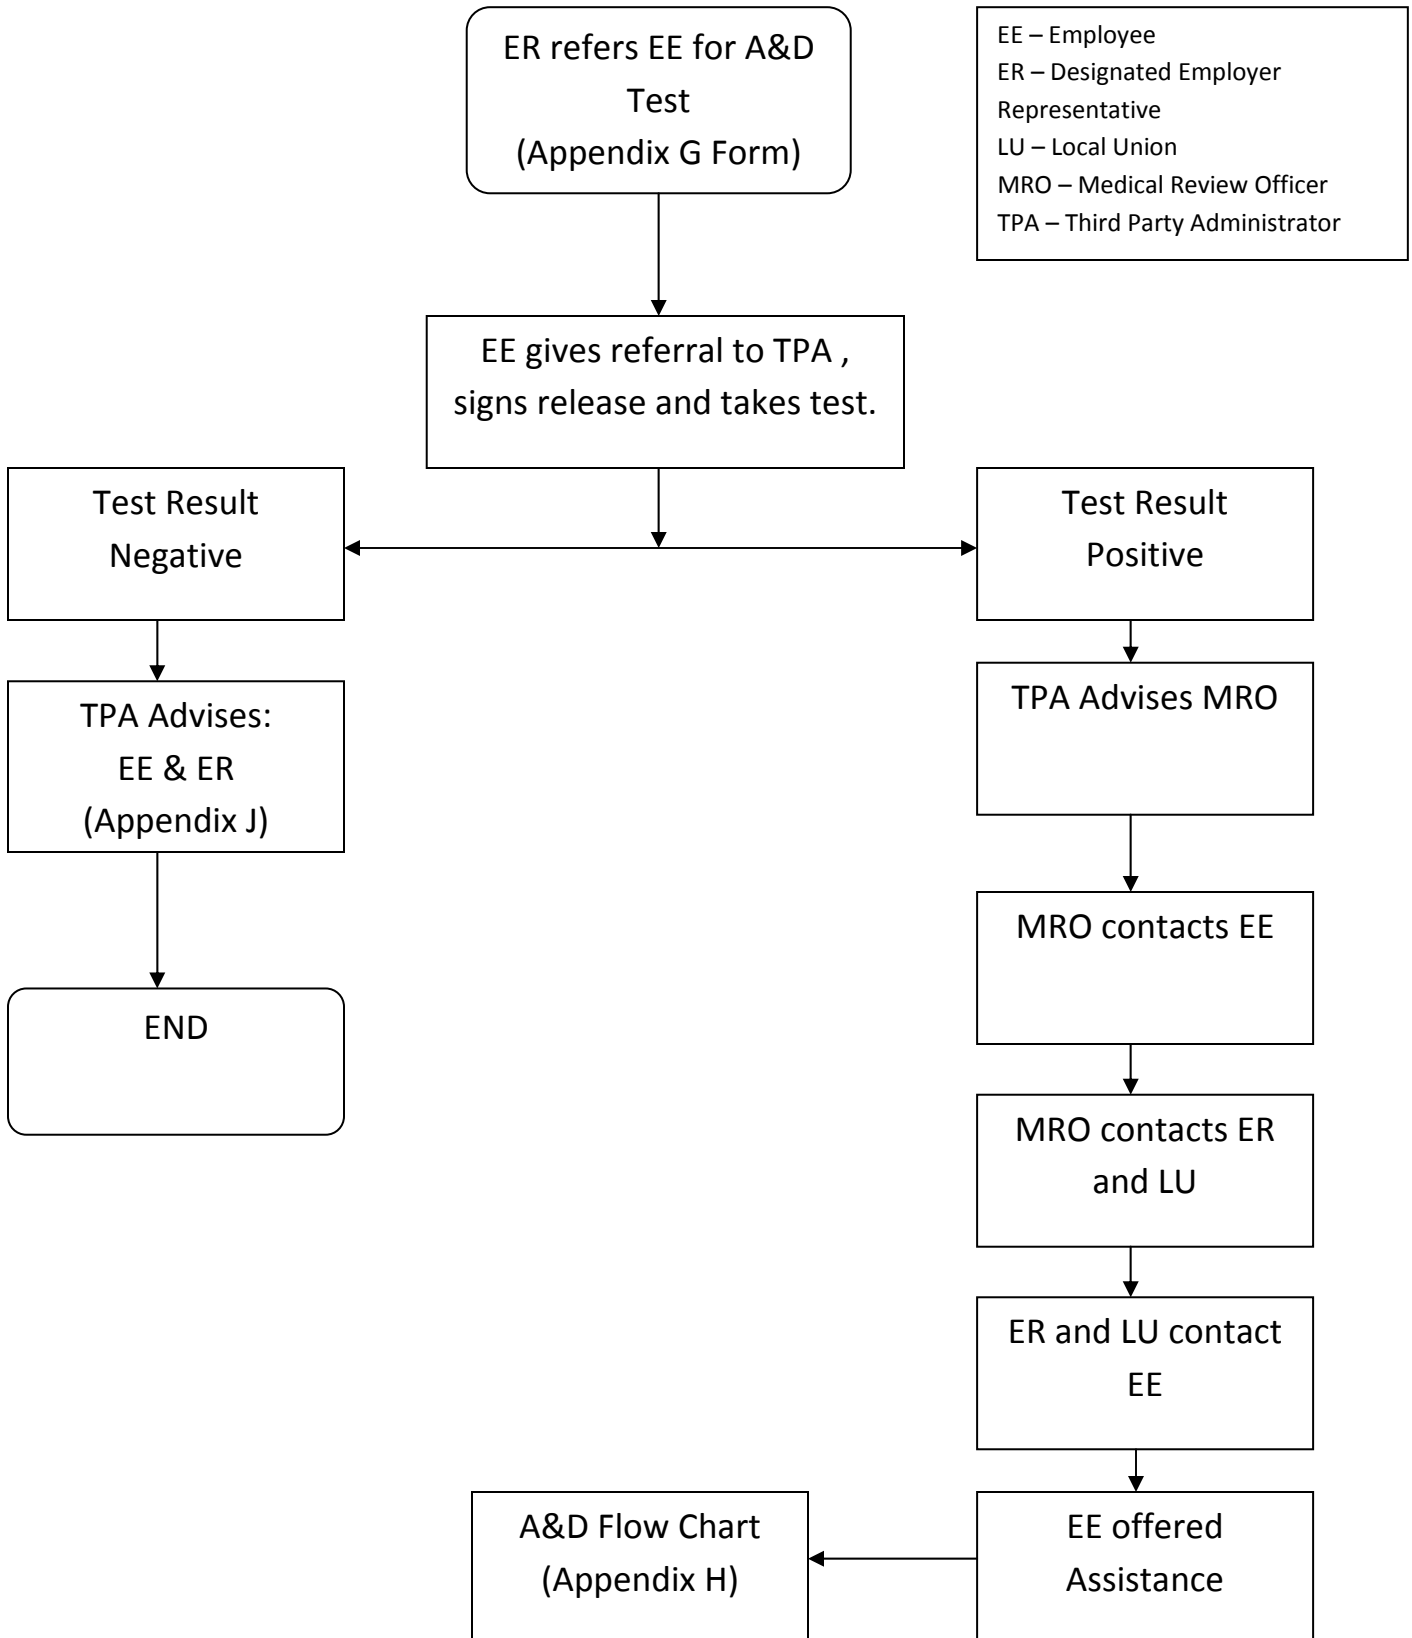 ER refers EE for A&D
Test
(Appendix G Form)
EE – Employee
ER – Designated Employer
Representative
LU – Local Union
MRO – Medical Review Officer
TPA – Third Party Administrator
EE gives referral to TPA ,
signs release and takes test.
Test Result
Negative
Test Result
Positive
TPA Advises:
EE & ER
(Appendix J)
TPA Advises MRO
MRO contacts EE
END
MRO contacts ER
and LU
ER and LU contact
EE
A&D Flow Chart
(Appendix H)
EE offered
Assistance